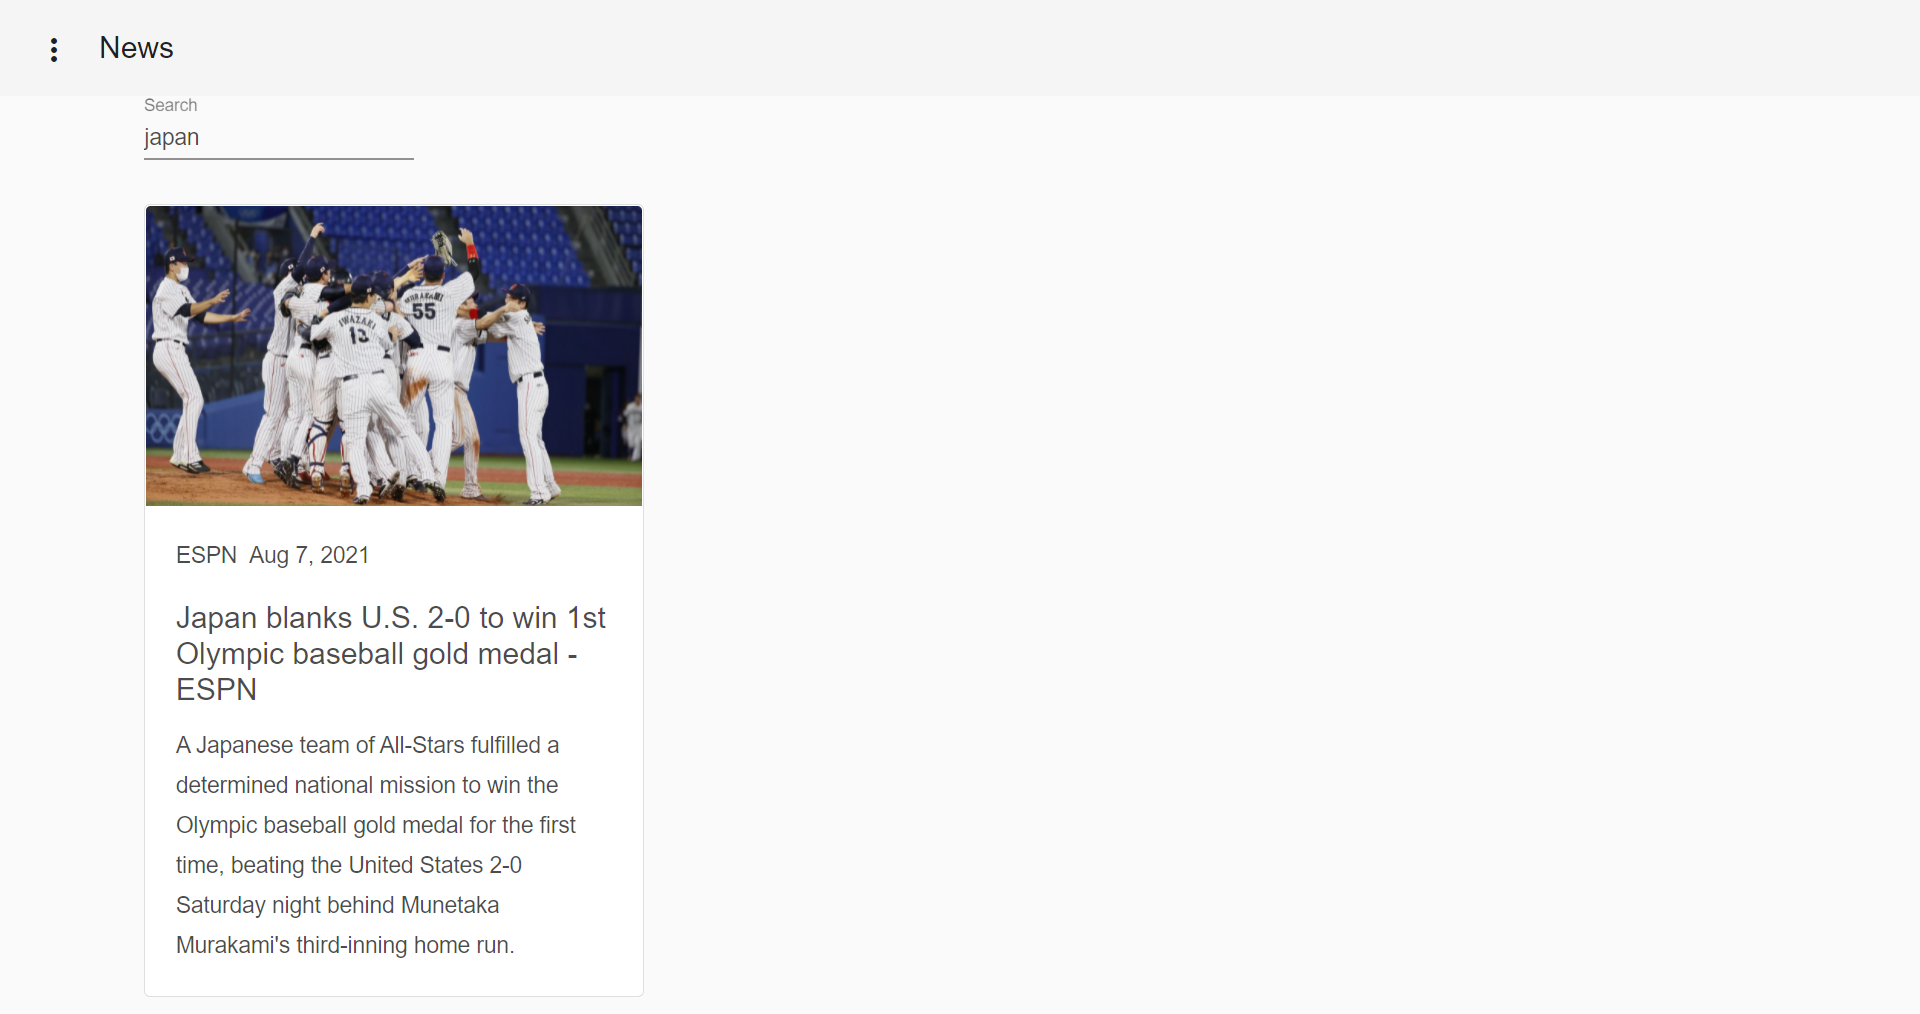 News
Search
japan
MURAKAMI
55
IWAZAKI
13
ESPN Aug 7, 2021
Japan blanks U.S. 2-0 to win 1st
Olympic baseball gold medal -
ESPN
A Japanese team of All-Stars fulfilled a
determined national mission to win the
Olympic baseball gold medal for the first
time, beating the United States 2-0
Saturday night behind Munetaka
Murakami's third-inning home run.